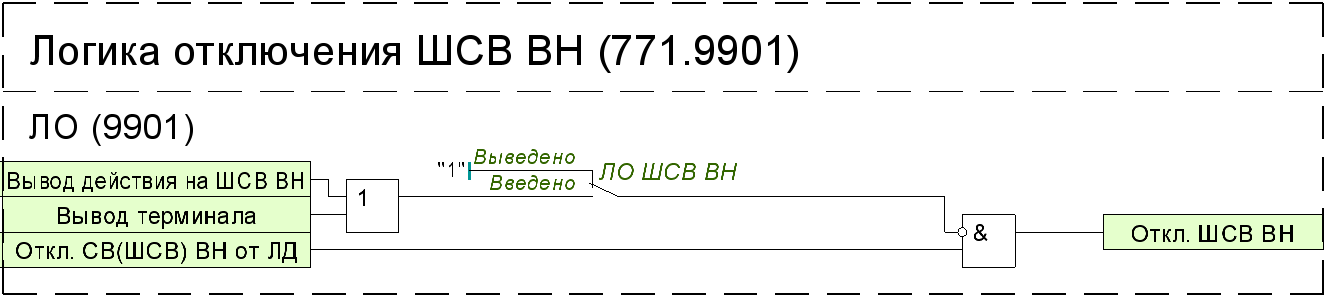 Логика отключения ШСВ ВН (771.9901)
ЛО (9901)
"1"
Выведено
Введено
ЛО ШСВ ВН
Вывод действия на ШСВ ВН
Вывод терминала
Откл. СВ(ШСВ) ВН от ЛД
1
&
Откл. ШСВ ВН